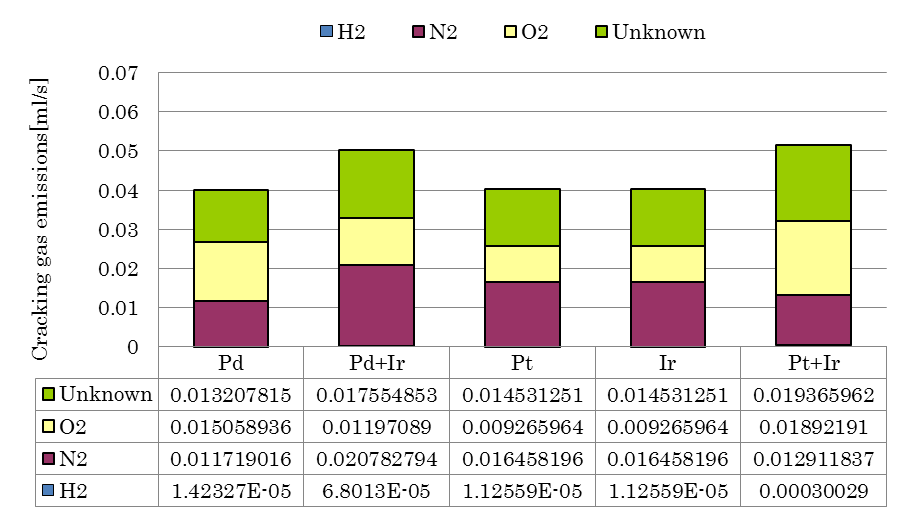 H2 N2 O2 Unknown
Cracking gas emissions[ml/s]
0.07
0.06
0.05
0.04
0.03
0.02
0.01
0
Pd Pd+Ir Pt Ir Pt+Ir
Unknown 0.013207815 0.017554853 0.014531251 0.014531251 0.019365962
O2 0.015058936 0.01197089 0.009265964 0.009265964 0.01892191
N2 0.011719016 0.020782794 0.016458196 0.016458196 0.012911837
H2 1.42327E-05 6.8013E-05 1.12559E-05 1.12559E-05 0.00030029